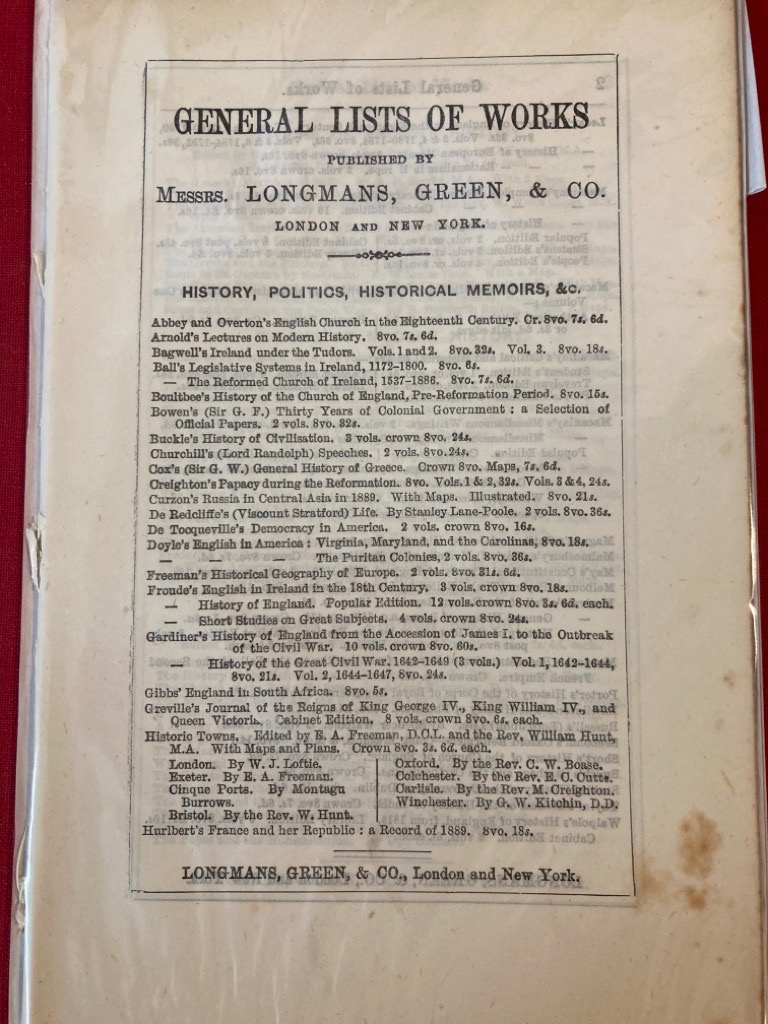 GENERAL LISTS OF WORKS
PUBLISHED BY
MESSRS. LONGMANS, GREEN, & CO.
LONDON AND NEW YORK.
HISTORY, POLITICS, HISTORICAL MEMOIRS, &c.
Abbey and Overton's English Church in the Eighteenth Century. Cr. 8vo. 7s. 6d.
Arnold's Lectures on Modern History. 8vo. 7s. 6d.
Bagwell's Ireland under the Tudors. Vols. 1 and 2. 8vo. 32s. Vol. 3. 8vo. 18s.
Ball's Legislative Systems in Ireland, 1172-1800. 8vo. 6s.
— The Reformed Church of Ireland, 1537-1886. 8vo. 7s. 6d.
Boultbee's History of the Church of England, Pre-Reformation Period. 8vo. 15s.
Bowen's (Sir G. F.) Thirty Years of Colonial Government : a Selection of
Official Papers. 2 vols. 8vo. 32s.
Buckle's History of Civilisation. 3 vols. crown 8vo. 24s.
Churchill's (Lord Randolph) Speeches. 2 vols. 8vo. 24s.
Cox's (Sir G. W.) General History of Greece. Crown 8vo. Maps, 7s. 6d.
Creighton's Papacy during the Reformation. 8vo. Vols. 1 & 2, 32s. Vols. 3 & 4, 24s.
Curzon's Russia in Central Asia in 1889. With Maps. Illustrated. 8vo. 21s.
De Redcliffe's (Viscount Stratford) Life. By Stanley Lane-Poole. 2 vols. 8vo. 36s.
De Tocqueville's Democracy in America. 2 vols. crown 8vo. 16s.
Doyle's English in America : Virginia, Maryland, and the Carolinas, 8vo. 18s.
— — — The Puritan Colonies, 2 vols. 8vo. 36s.
Freeman's Historical Geography of Europe. 2 vols. 8vo. 31s. 6d.
Froude's English in Ireland in the 18th Century. 3 vols. crown 8vo. 18s.
— History of England. Popular Edition. 12 vols. crown 8vo. 3s. 6d. each.
— Short Studies on Great Subjects. 4 vols. crown 8vo. 24s.
Gardiner's History of England from the Accession of James I. to the Outbreak
of the Civil War. 10 vols. crown 8vo. 60s.
— History of the Great Civil War, 1642-1649 (3 vols.) Vol. 1, 1642-1644,
8vo. 21s. Vol. 2, 1644-1647, 8vo. 24s.
Gibbs' England in South Africa. 8vo. 5s.
Greville's Journal of the Reigns of King George IV., King William IV., and
Queen Victoria. Cabinet Edition. 8 vols. crown 8vo. 6s. each.
Historic Towns. Edited by E. A. Freeman, D.C.L. and the Rev. William Hunt,
M.A. With Maps and Plans. Crown 8vo. 3s. 6d. each.
London. By W. J. Loftie.
Exeter. By E. A. Freeman.
Cinque Ports. By Montagu
Burrows.
Bristol. By the Rev. W. Hunt.
Oxford. By the Rev. C. W. Boase.
Colchester. By the Rev. E. C. Cutts.
Carlisle. By the Rev. M. Creighton.
Winchester. By G. W. Kitchin, D.D.
Hurlbert's France and her Republic : a Record of 1889. 8vo. 18s.
LONGMANS, GREEN, & CO., London and New York.